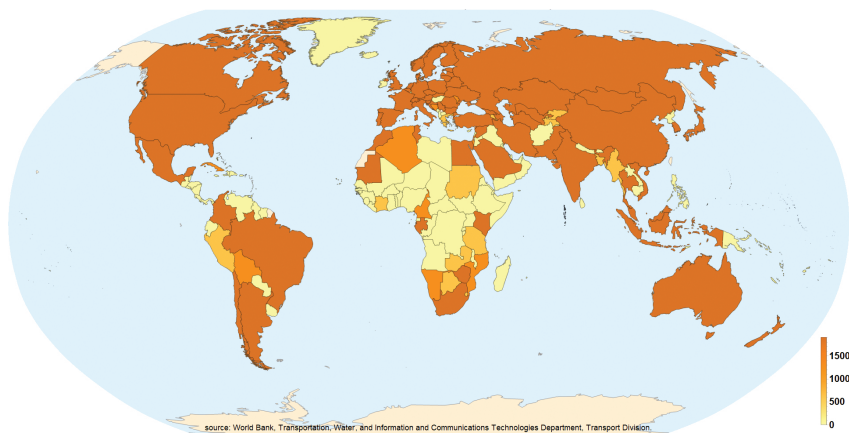 1500
1000
500
0
source: World Bank, Transportation, Water, and Information and Communications Technologies Department, Transport Division.